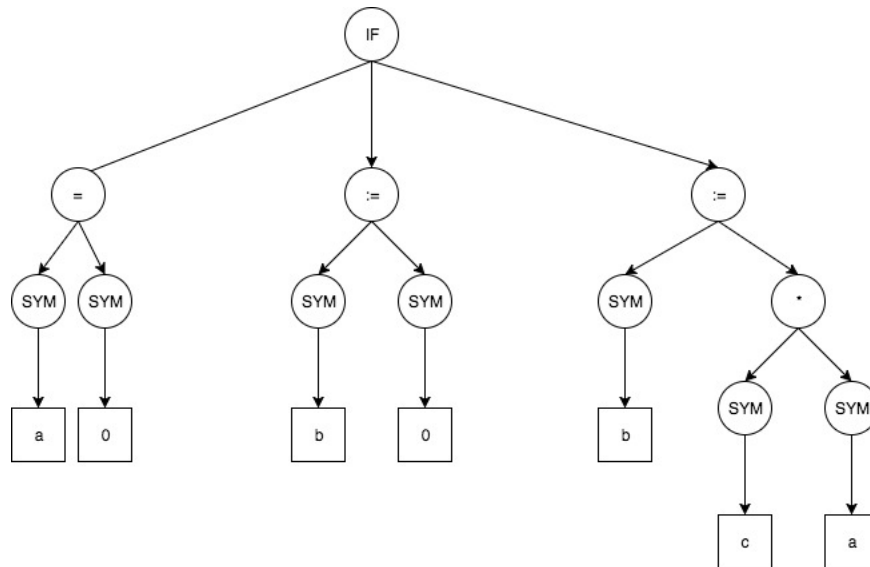 IF
= := :=
SYM SYM SYM SYM SYM *
a 0 b 0 b SYM SYM
c a